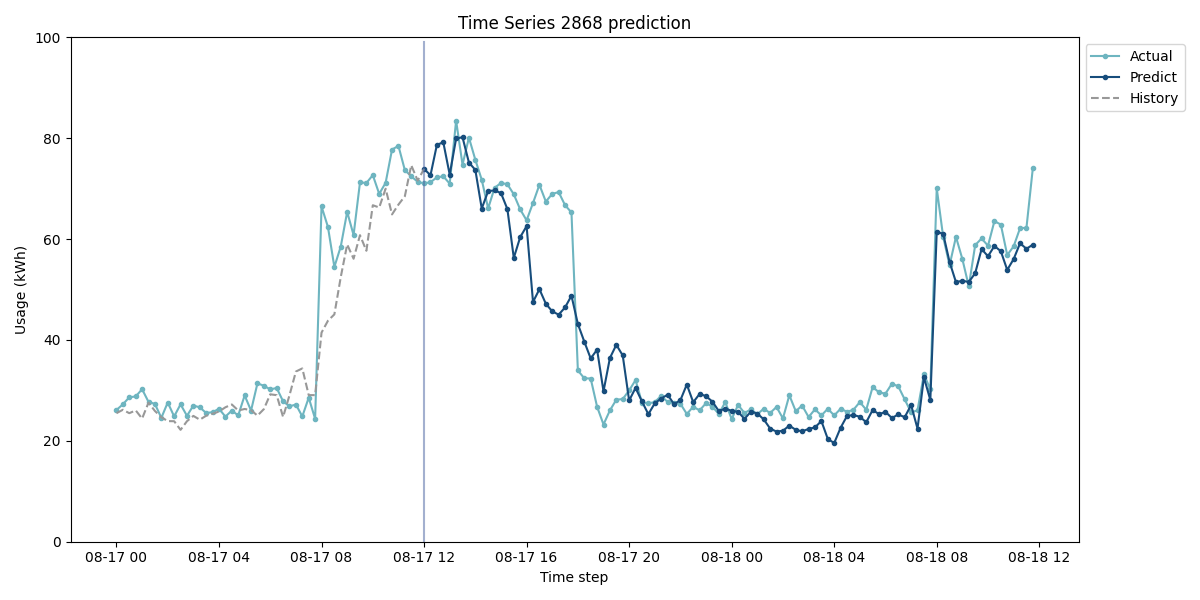 Time Series 2868 prediction
100
80
60
40
20
0
Usage (kWh)
08-17 00
08-17 04
08-17 08
08-17 12
08-17 16
08-17 20
08-18 00
08-18 04
08-18 08
08-18 12
Time step
Actual
Predict
History